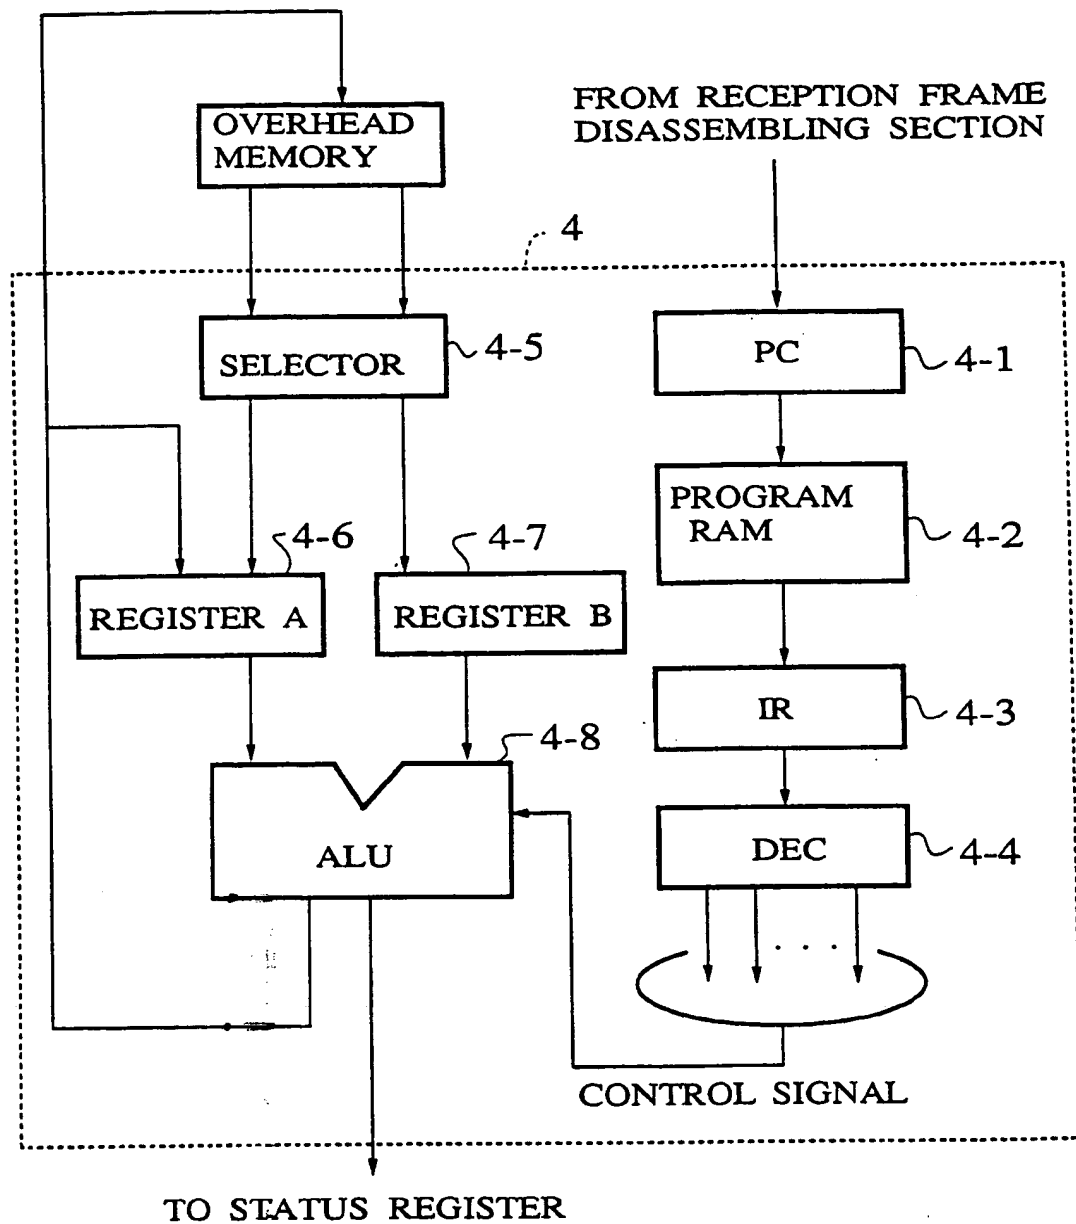 OVERHEAD
MEMORY
FROM RECEPTION FRAME
DISASSEMBLING SECTION
4
SELECTOR
4-5
PC
4-1
PROGRAM
RAM
4-2
4-6
4-7
REGISTER A
REGISTER B
IR
4-3
4-8
ALU
DEC
4-4
. . .
CONTROL SIGNAL
TO STATUS REGISTER